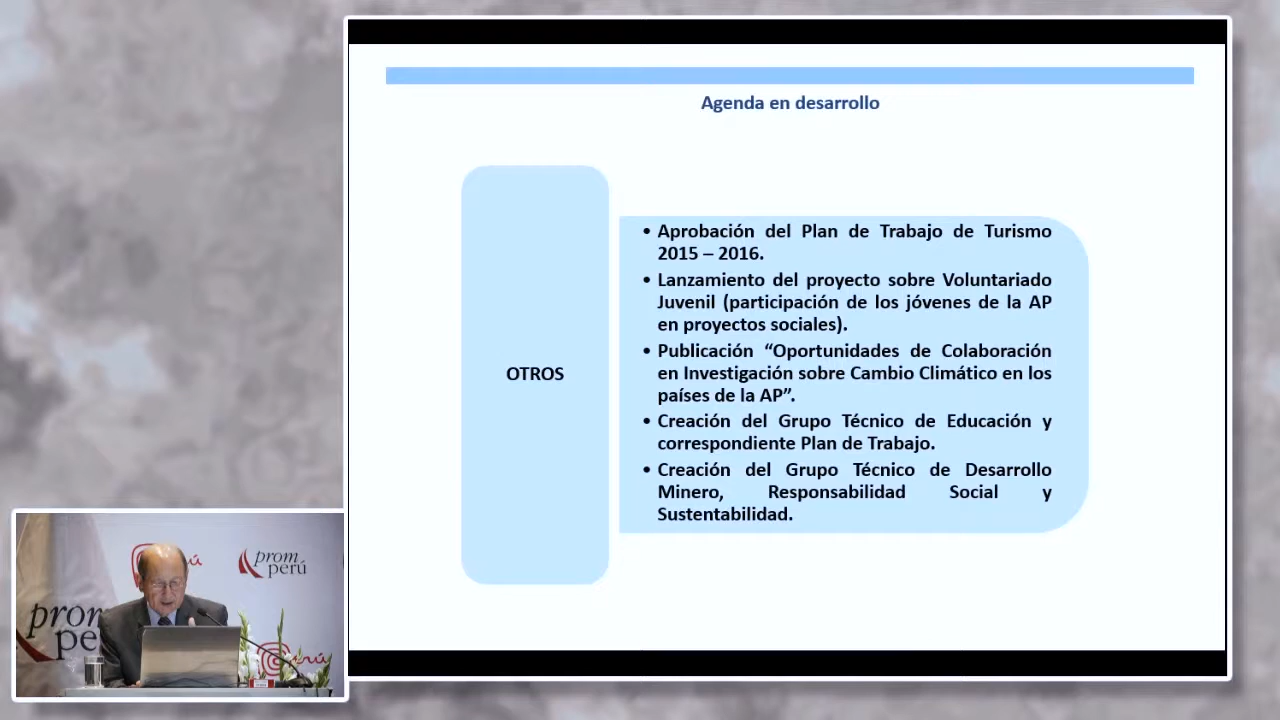 Agenda en desarrollo
OTROS
• Aprobación del Plan de Trabajo de Turismo
2015 – 2016.
• Lanzamiento del proyecto sobre Voluntariado
Juvenil (participación de los jóvenes de la AP
en proyectos sociales).
• Publicación “Oportunidades de Colaboración
en Investigación sobre Cambio Climático en los
países de la AP”.
• Creación del Grupo Técnico de Educación y
correspondiente Plan de Trabajo.
• Creación del Grupo Técnico de Desarrollo
Minero, Responsabilidad Social y
Sustentabilidad.
prom
perú
prom
pe